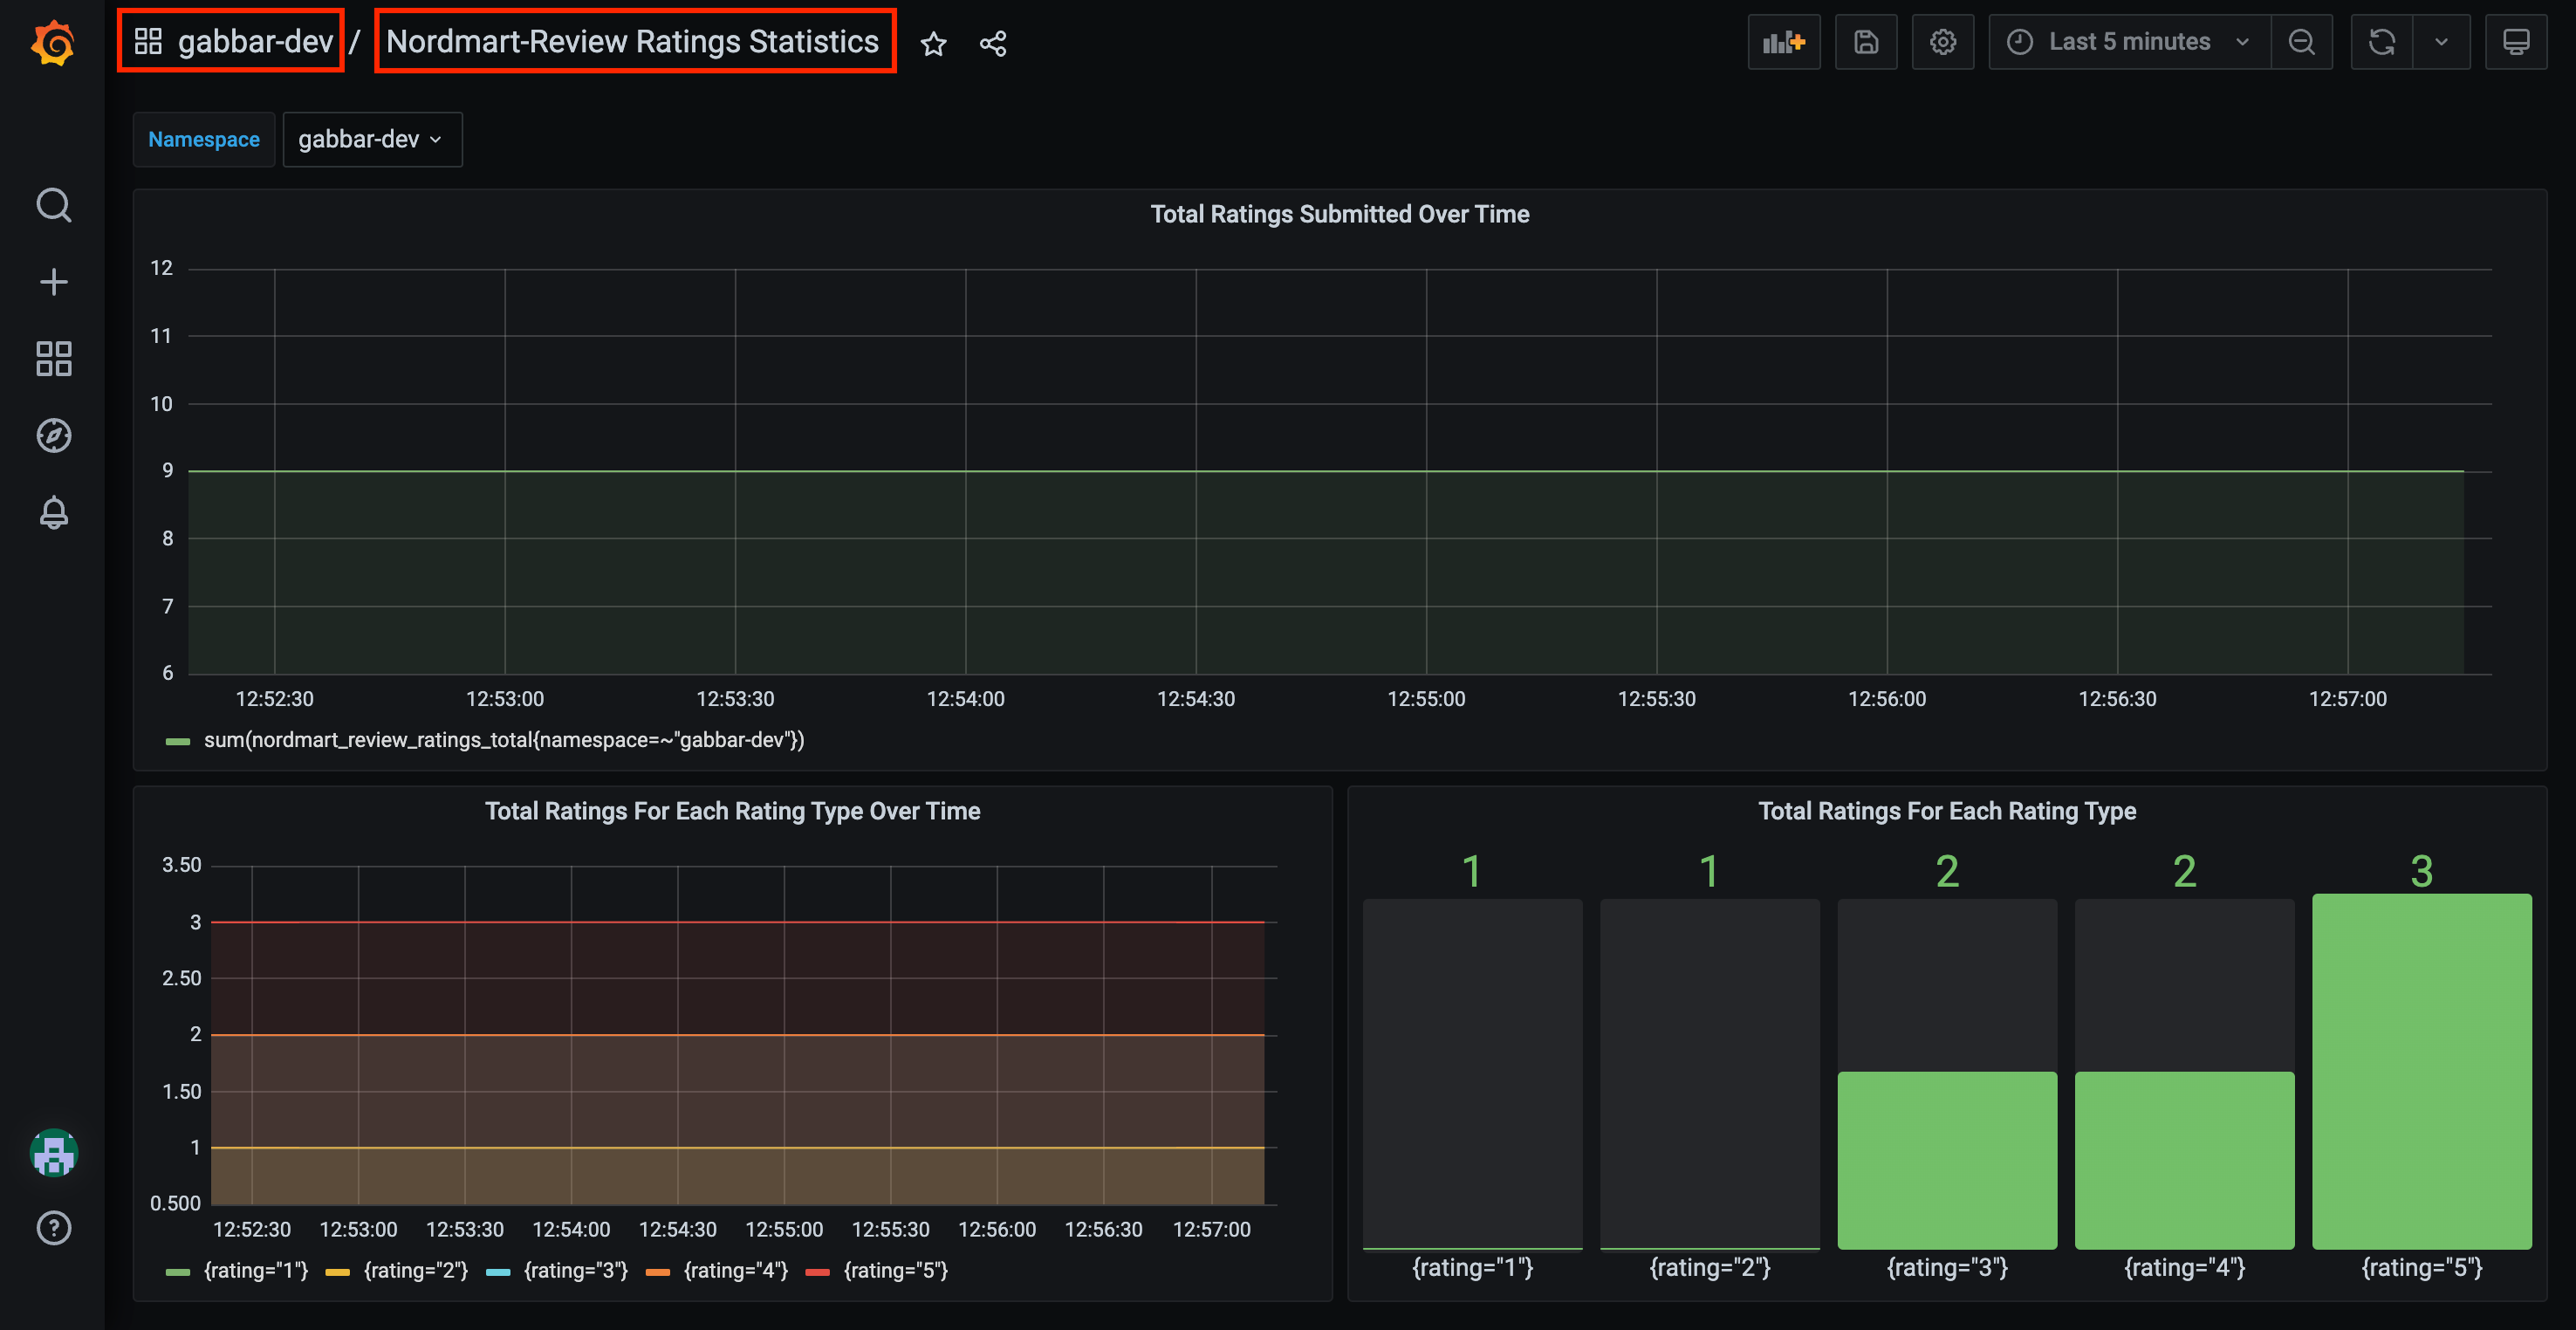 gabbar-dev / Nordmart-Review Ratings Statistics
Last 5 minutes
Namespace gabbar-dev
Total Ratings Submitted Over Time
12
11
10
9
8
7
6
12:52:30 12:53:00 12:53:30 12:54:00 12:54:30 12:55:00 12:55:30 12:56:00 12:56:30 12:57:00
sum(nordmart_review_ratings_total{namespace=~"gabbar-dev"})
Total Ratings For Each Rating Type Over Time
3.50
3
2.50
2
1.50
1
0.500
12:52:30 12:53:00 12:53:30 12:54:00 12:54:30 12:55:00 12:55:30 12:56:00 12:56:30 12:57:00
{rating="1"} {rating="2"} {rating="3"} {rating="4"} {rating="5"}
Total Ratings For Each Rating Type
1 1 2 2 3
{rating="1"} {rating="2"} {rating="3"} {rating="4"} {rating="5"}